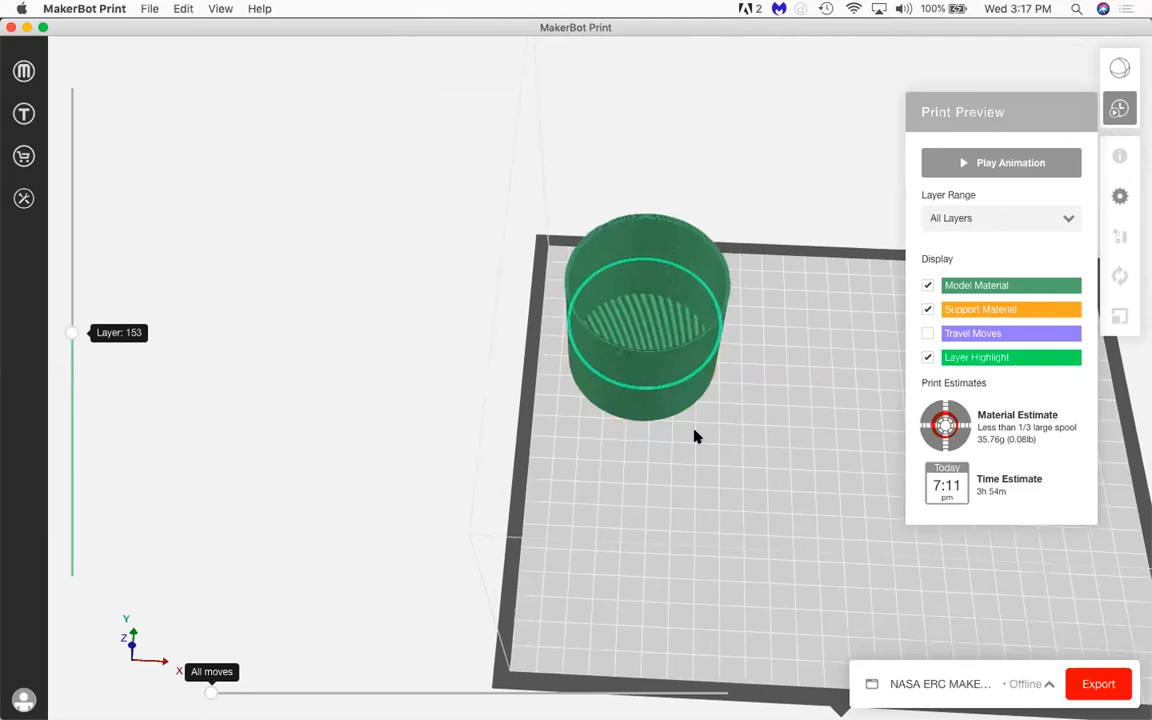 MakerBot Print File Edit View Help
2 100% Wed 3:17 PM
MakerBot Print
M
T
Layer: 153
Print Preview
Play Animation
Layer Range
All Layers
Display
Model Material
Support Material
Travel Moves
Layer Highlight
Print Estimates
Material Estimate
Less than 1/3 large spool
35.76g (0.08lb)
Today
7:11
pm
Time Estimate
3h 54m
Y
Z
X
All moves
NASA ERC MAKE... • Offline
Export